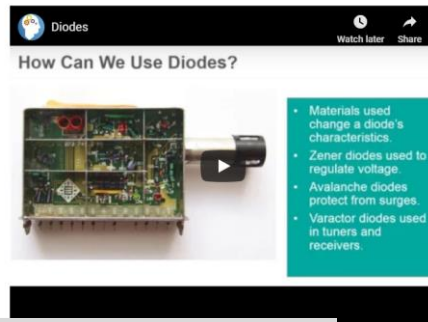 Diodes
Watch later
Share
How Can We Use Diodes?
• Materials used
change a diode's
characteristics.
• Zener diodes used to
regulate voltage.
• Avalanche diodes
protect from surges.
• Varactor diodes used
in tuners and
receivers.